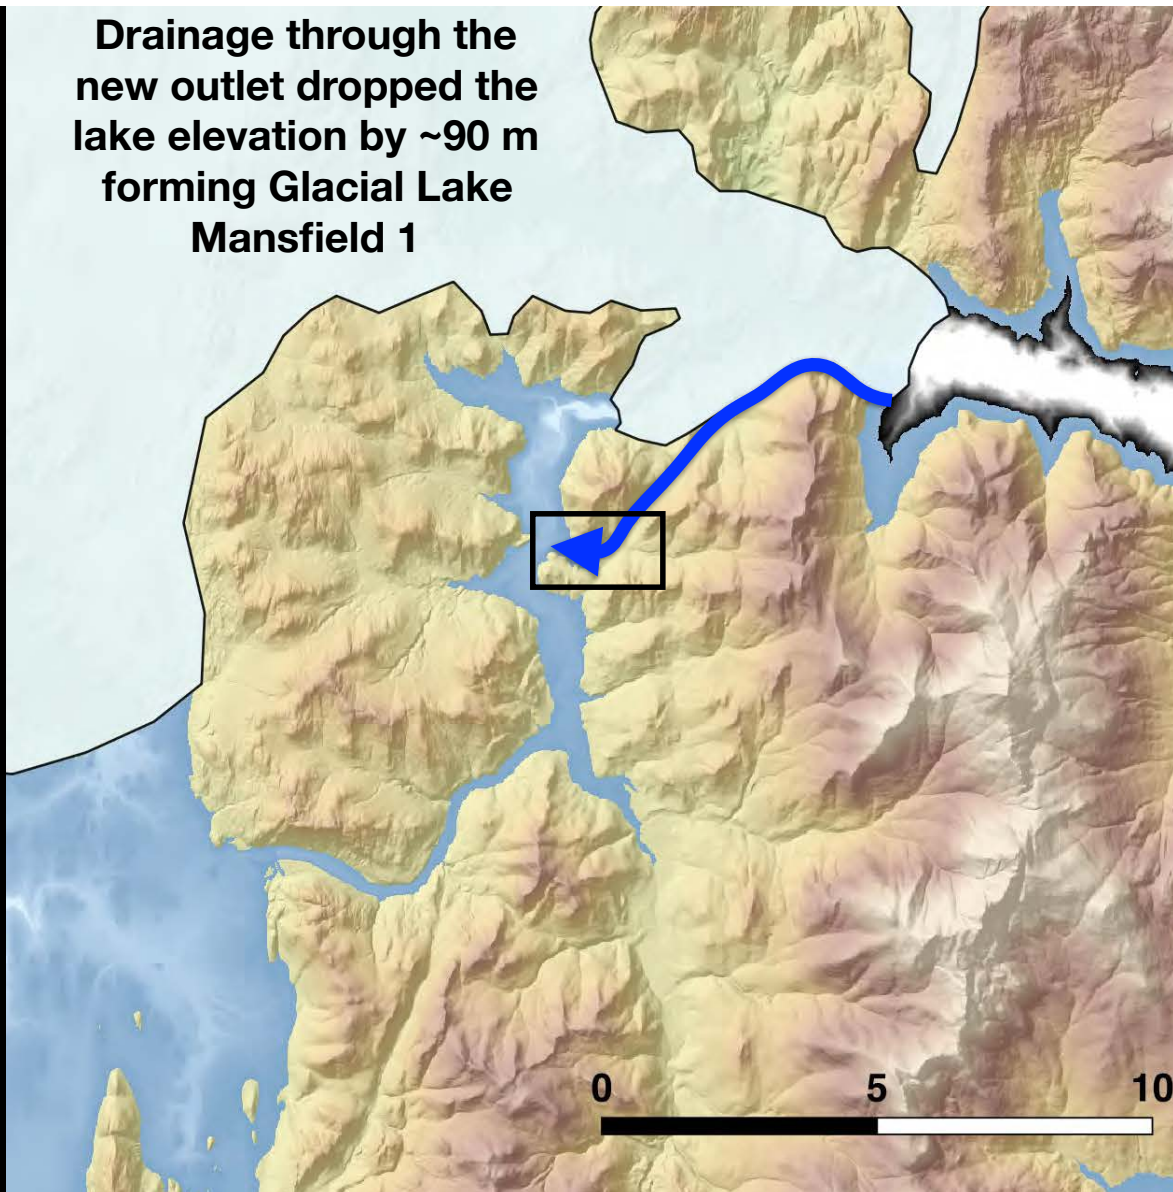 Drainage through the
new outlet dropped the
lake elevation by ~90 m
forming Glacial Lake
Mansfield 1
0 5 10